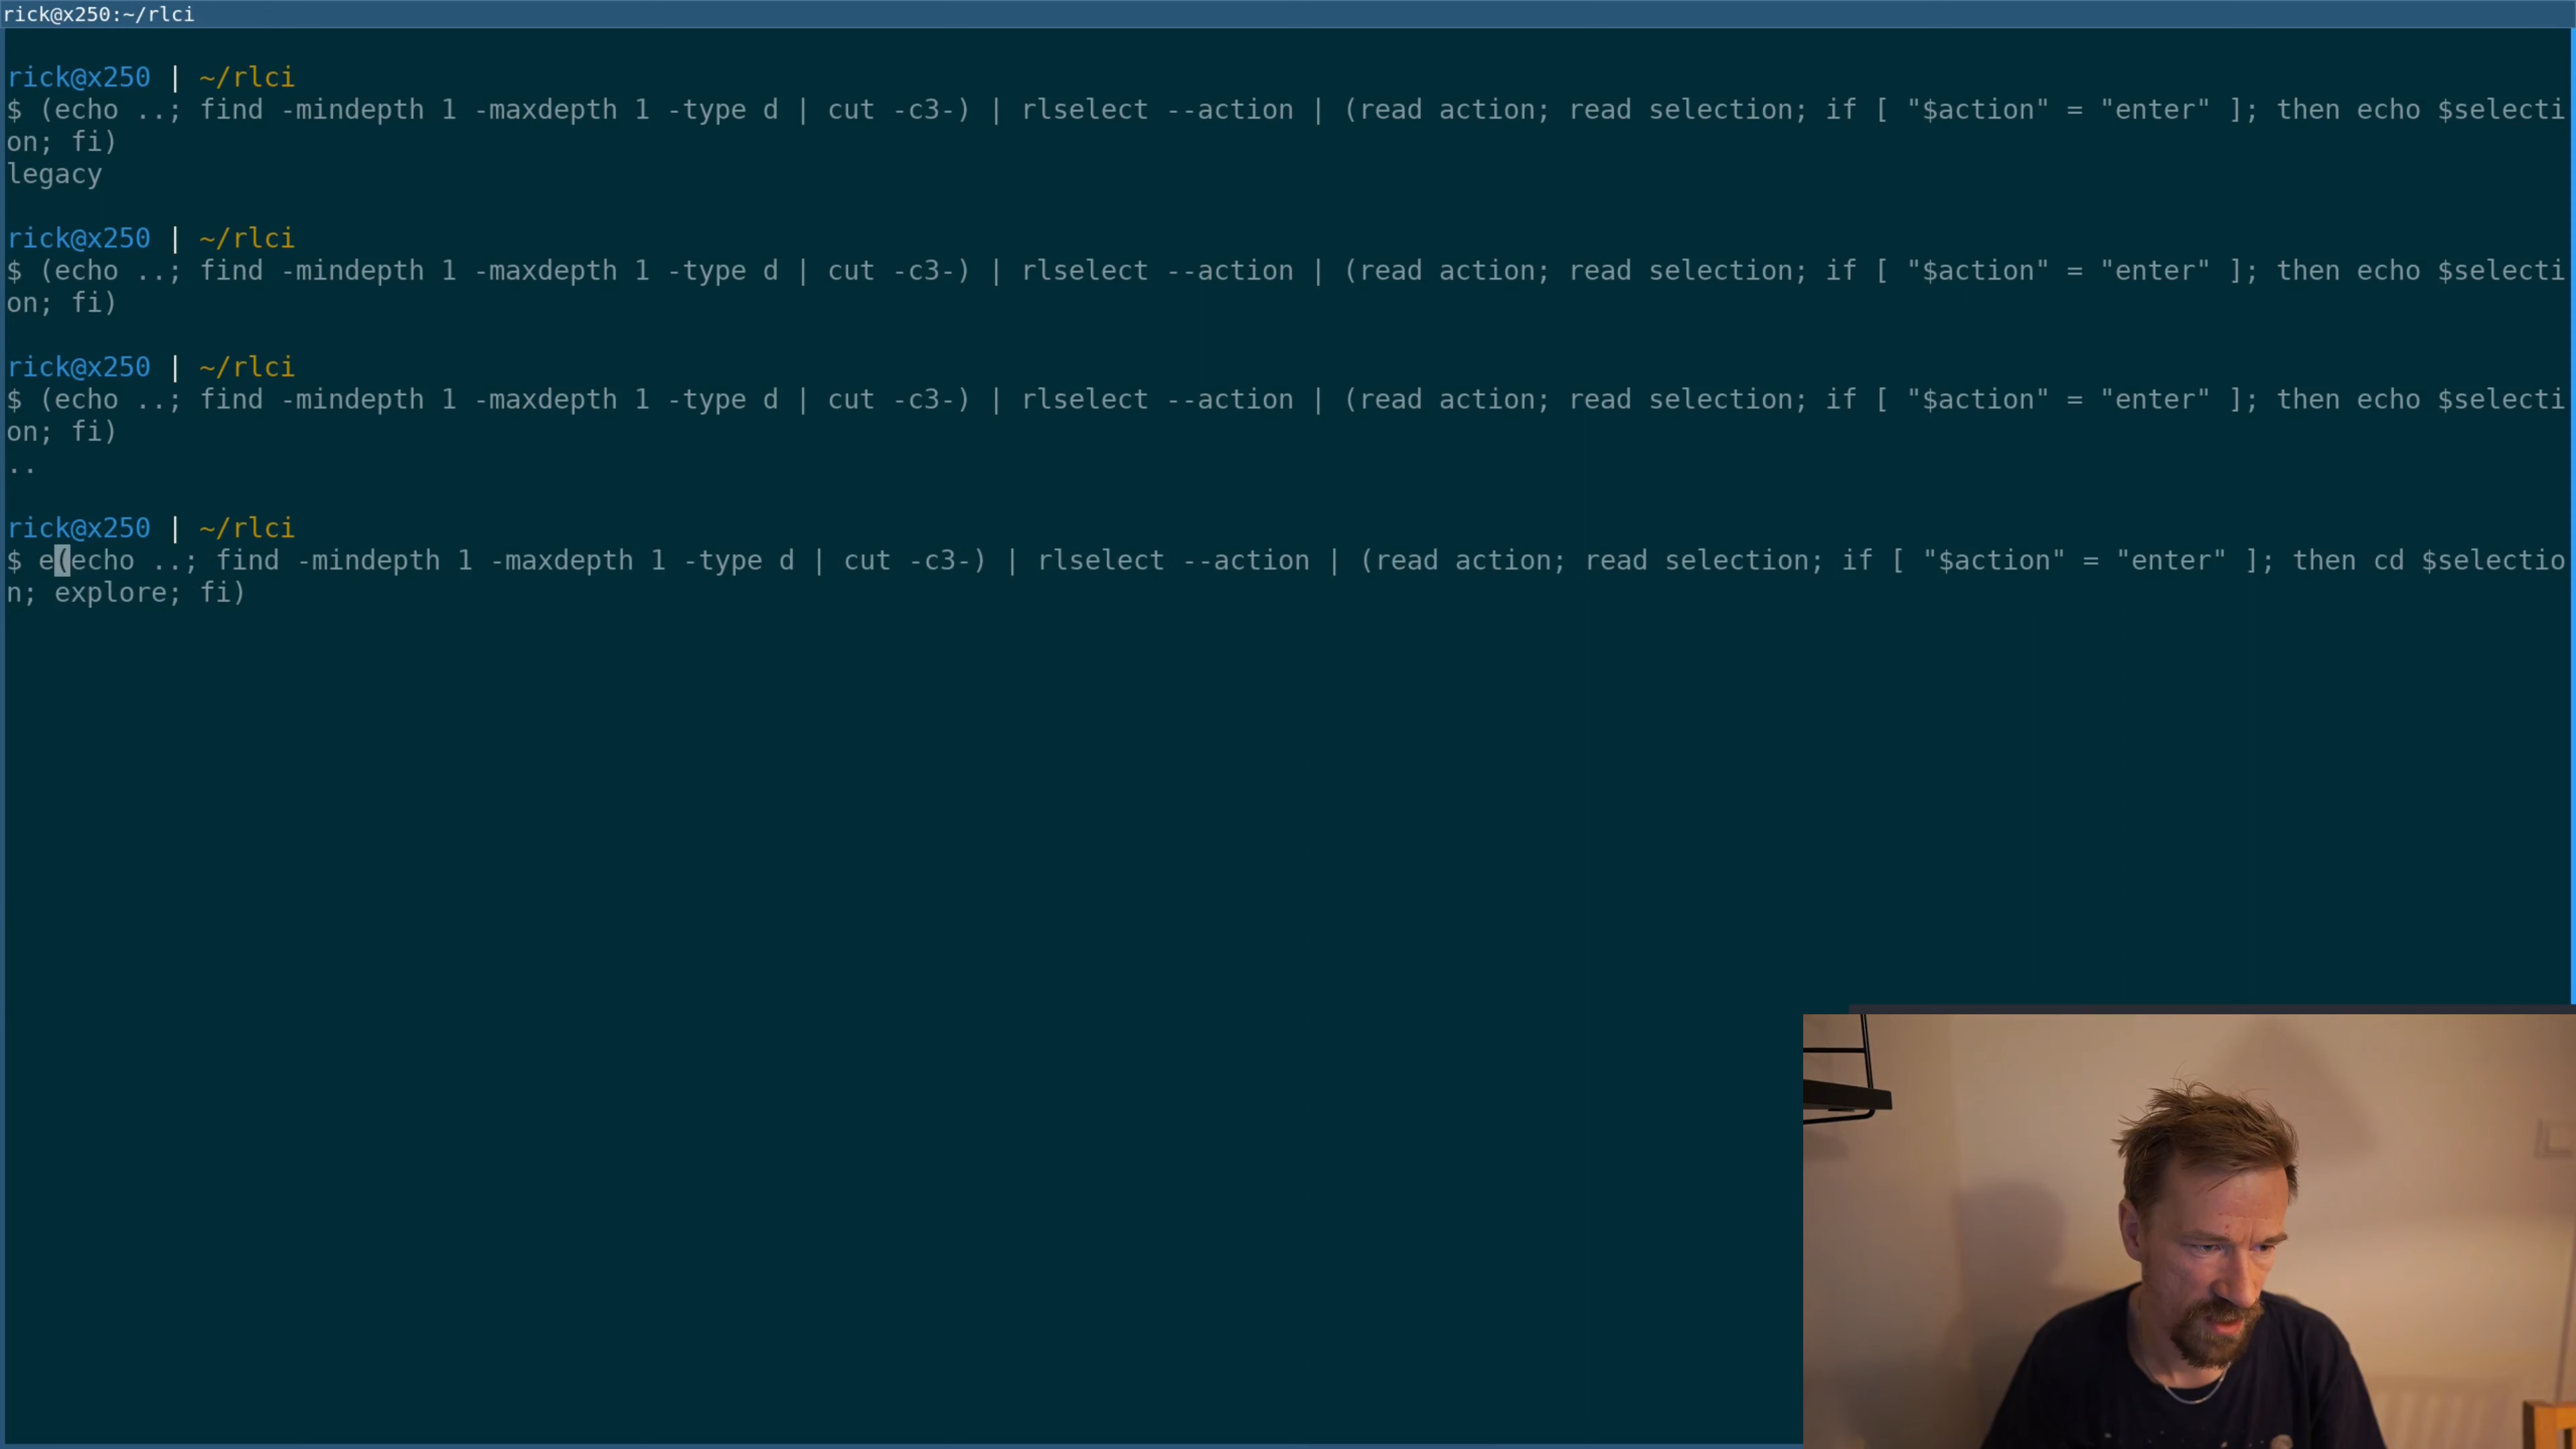 rick@x250:~/rlci
rick@x250 | ~/rlci
$ (echo ..; find -mindepth 1 -maxdepth 1 -type d | cut -c3-) | rlselect --action | (read action; read selection; if [ "$action" = "enter" ]; then echo $selecti
on; fi)
legacy
rick@x250 | ~/rlci
$ (echo ..; find -mindepth 1 -maxdepth 1 -type d | cut -c3-) | rlselect --action | (read action; read selection; if [ "$action" = "enter" ]; then echo $selecti
on; fi)
rick@x250 | ~/rlci
$ (echo ..; find -mindepth 1 -maxdepth 1 -type d | cut -c3-) | rlselect --action | (read action; read selection; if [ "$action" = "enter" ]; then echo $selecti
on; fi)
..
rick@x250 | ~/rlci
$ e(echo ..; find -mindepth 1 -maxdepth 1 -type d | cut -c3-) | rlselect --action | (read action; read selection; if [ "$action" = "enter" ]; then cd $selectio
n; explore; fi)